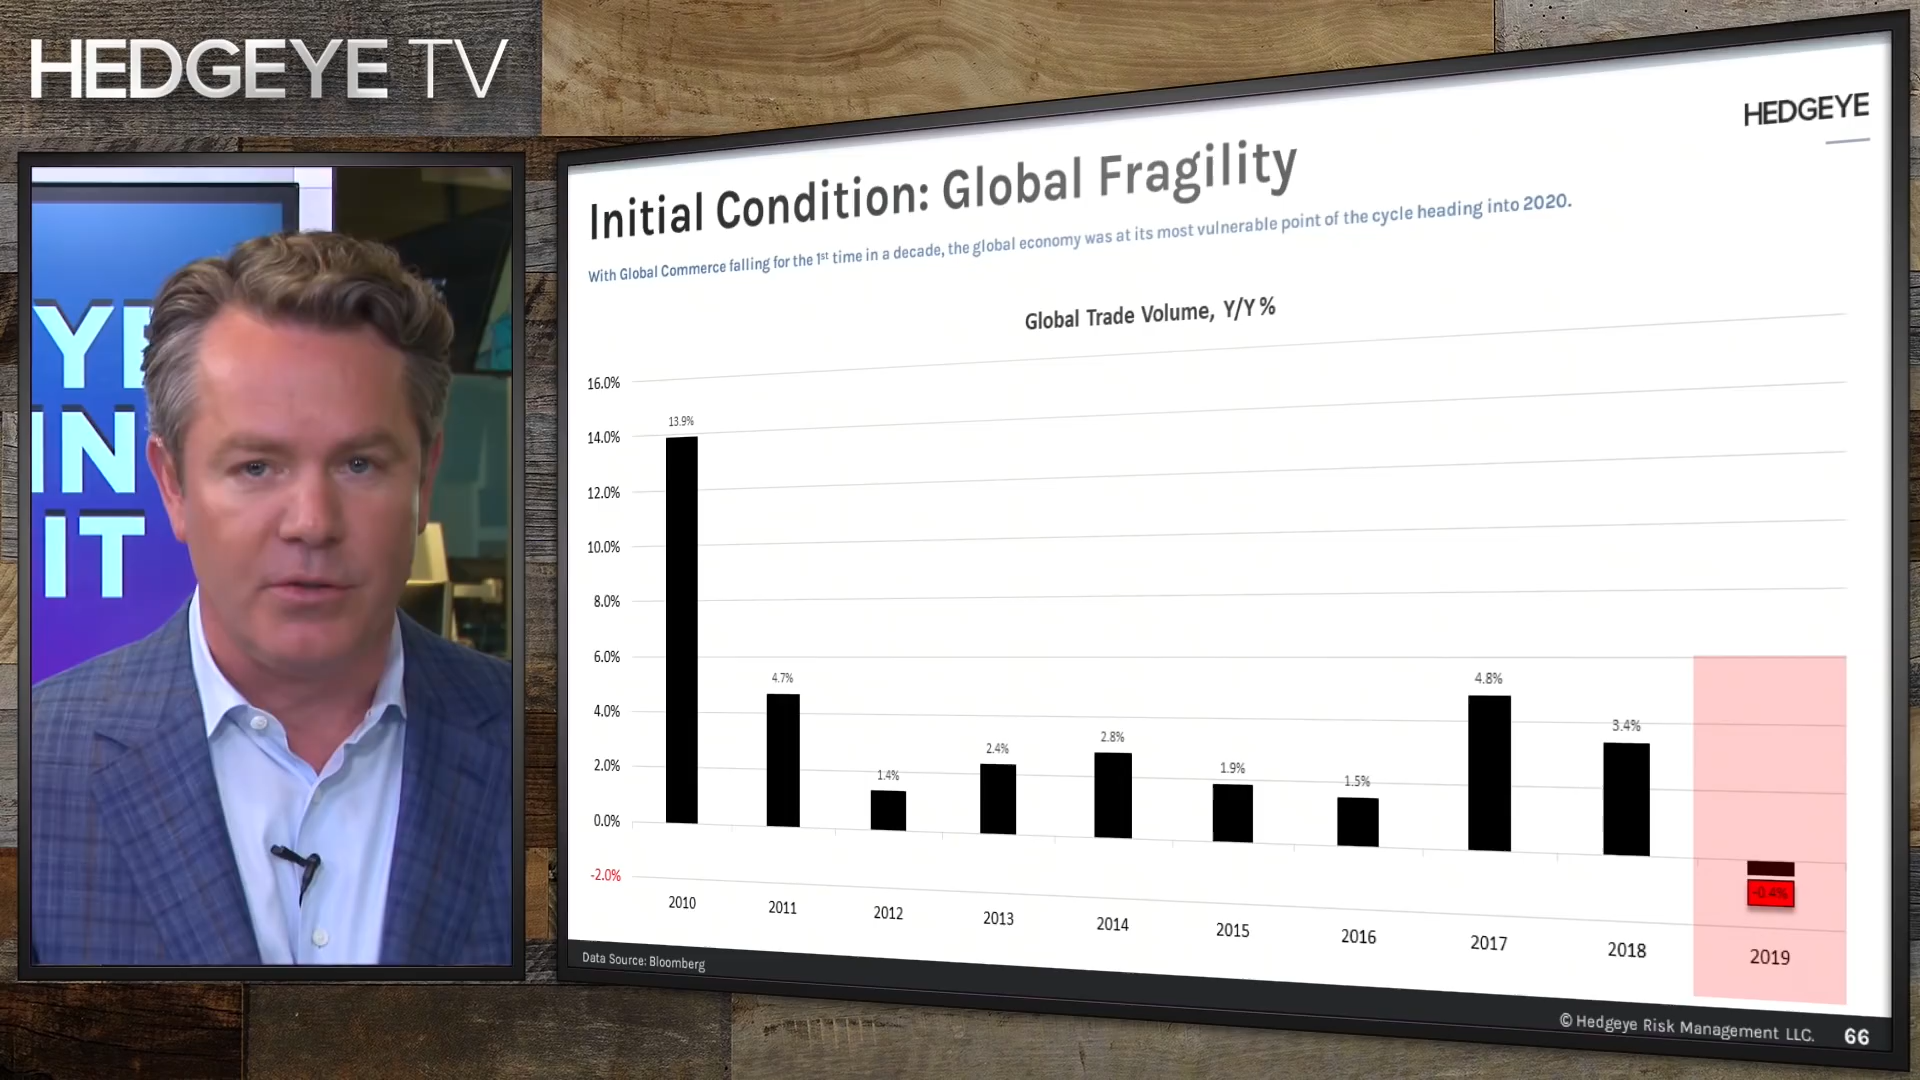 HEDGEYE TV
YE
IN
IT
HEDGEYE
Initial Condition: Global Fragility
With Global Commerce falling for the 1st time in a decade, the global economy was at its most vulnerable point of the cycle heading into 2020.
Global Trade Volume, Y/Y %
16.0%
14.0%
12.0%
10.0%
8.0%
6.0%
4.0%
2.0%
0.0%
-2.0%
13.9%
4.7%
1.4%
2.4%
2.8%
1.9%
1.5%
4.8%
3.4%
-0.4%
2010 2011 2012 2013 2014 2015 2016 2017 2018 2019
Data Source: Bloomberg
© Hedgeye Risk Management LLC. 66